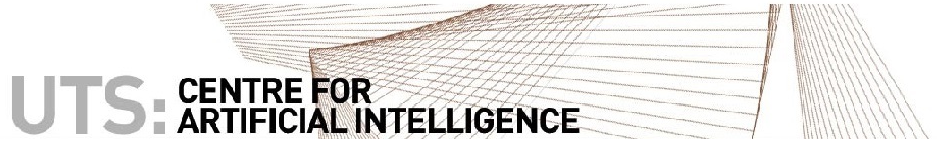 UTS: CENTRE FOR
ARTIFICIAL INTELLIGENCE